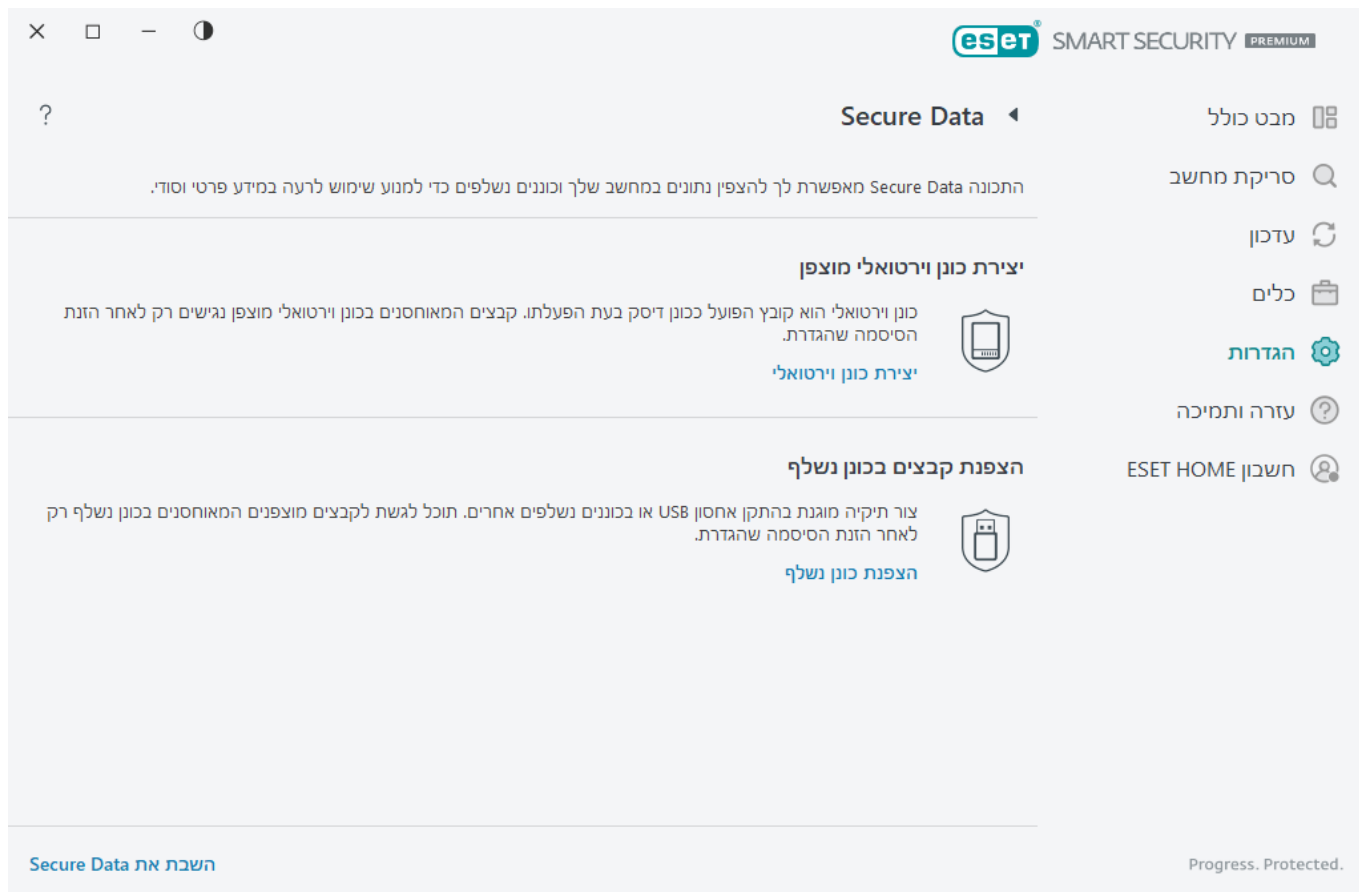 eset® SMART SECURITY PREMIUM
מבט כולל
סריקת מחשב
עדכון
כלים
הגדרות
עזרה ותמיכה
חשבון ESET HOME
Secure Data
?
התכונה Secure Data מאפשרת לך להצפין נתונים במחשב שלך וכוננים נשלפים כדי למנוע שימוש לרעה במידע פרטי וסודי.
יצירת כונן וירטואלי מוצפן
כונן וירטואלי הוא קובץ הפועל ככונן דיסק בעת הפעלתו. קבצים המאוחסנים בכונן וירטואלי מוצפן נגישים רק לאחר הזנת
הסיסמה שהגדרת.
יצירת כונן וירטואלי
הצפנת קבצים בכונן נשלף
צור תיקיה מוגנת בהתקן אחסון USB או בכוננים נשלפים אחרים. תוכל לגשת לקבצים מוצפנים המאוחסנים בכונן נשלף רק
לאחר הזנת הסיסמה שהגדרת.
הצפנת כונן נשלף
השבת את Secure Data
Progress. Protected.